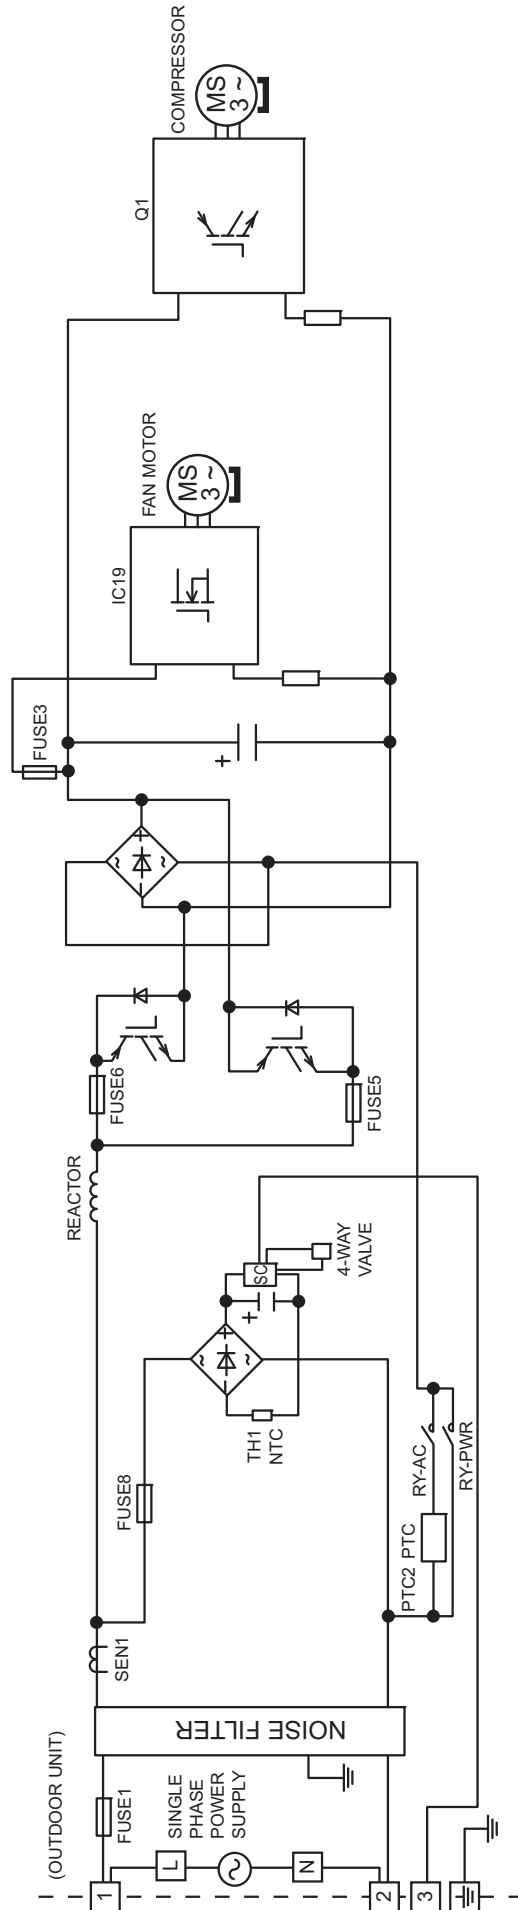 (OUTDOOR UNIT)
1
2
3
FUSE1
L
N
SINGLE
PHASE
POWER
SUPPLY
NOISE FILTER
SEN1
FUSE8
TH1
NTC
+
~
~
+
-
SC
4-WAY
VALVE
PTC2 PTC
RY-AC
RY-PWR
REACTOR
FUSE6
FUSE5
~
~
+
-
FUSE3
+
IC19
FAN MOTOR
MS
3 ~
Q1
COMPRESSOR
MS
3 ~